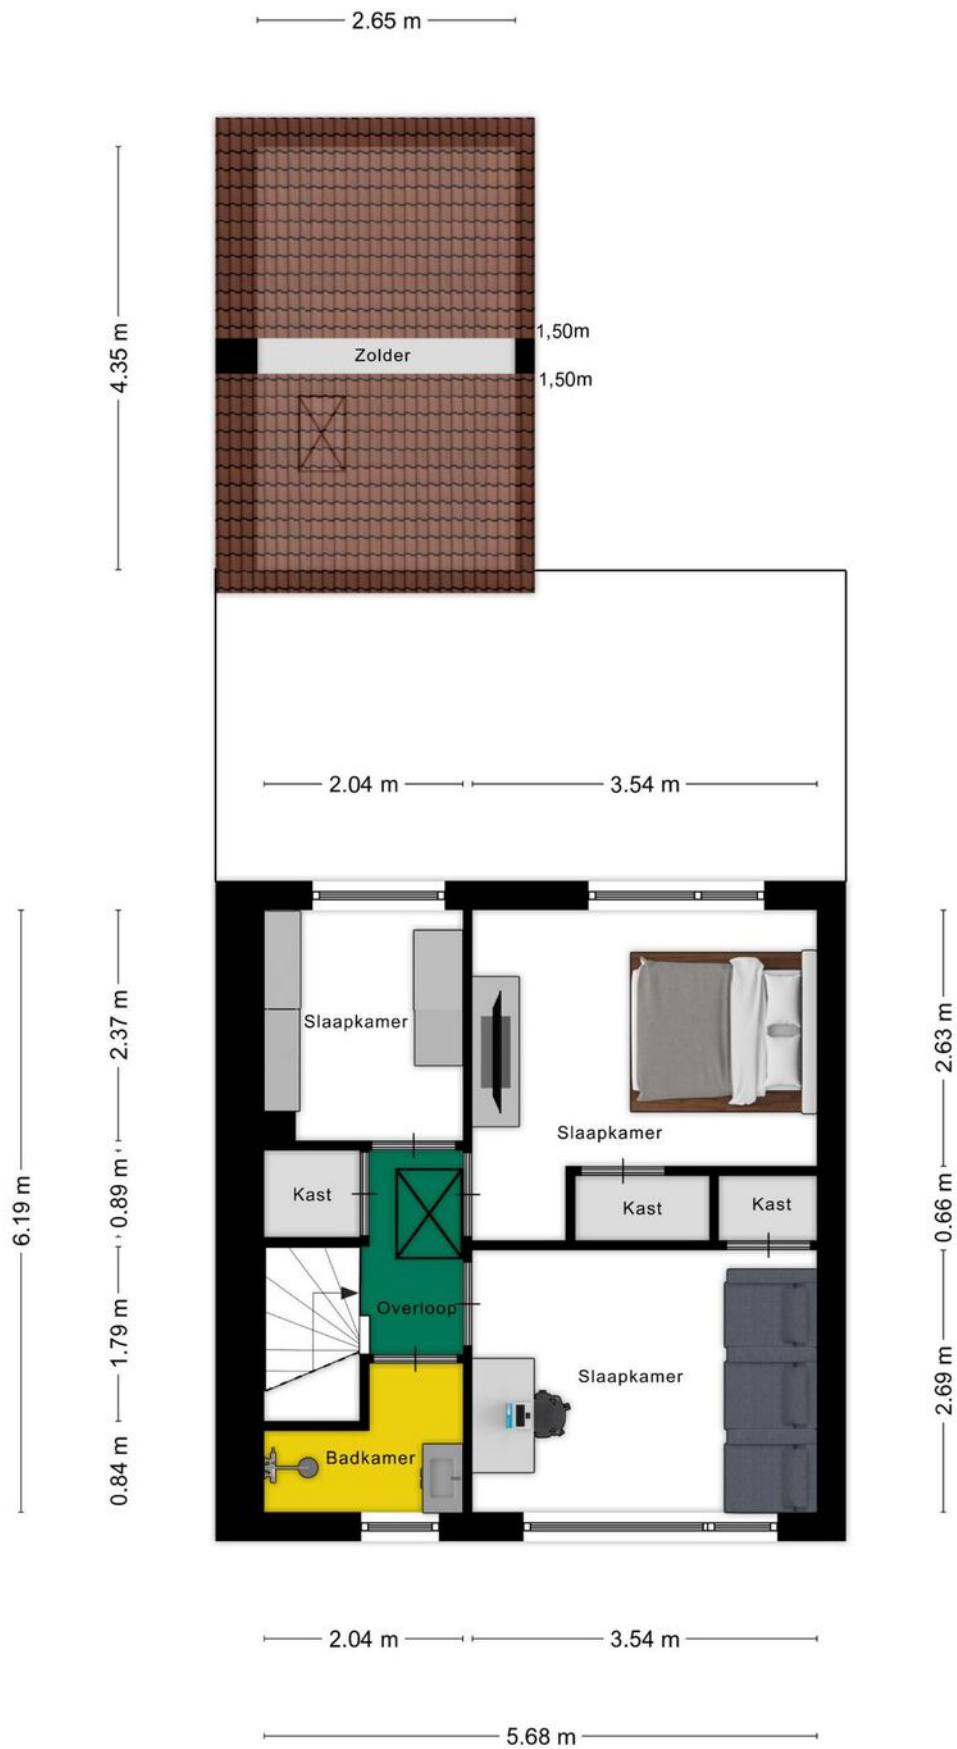 2.65 m
4.35 m
1,50m
Zolder
1,50m
2.04 m
3.54 m
6.19 m
2.37 m
0.89 m
1.79 m
0.84 m
Slaapkamer
Slaapkamer
Kast
Kast
Kast
Overloop
Slaapkamer
Badkamer
2.63 m
0.66 m
2.69 m
2.04 m
3.54 m
5.68 m